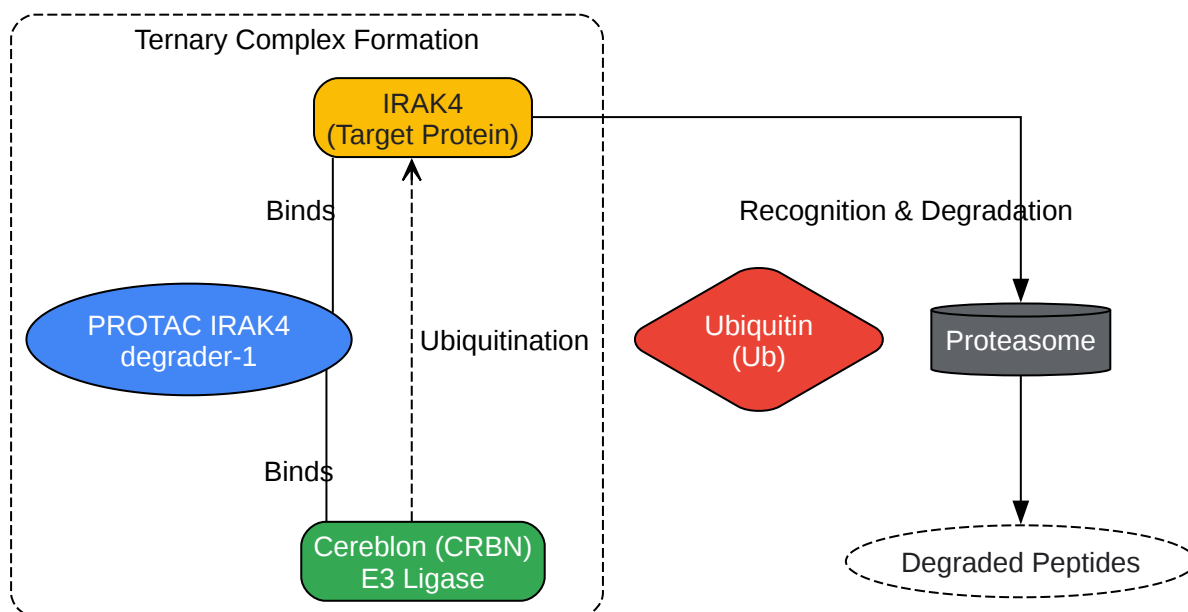 Ternary Complex Formation
IRAK4
(Target Protein)
Binds
Recognition & Degradation
PROTAC IRAK4
degrader-1
Ubiquitination
Ubiquitin
(Ub)
Proteasome
Binds
Cereblon (CRBN)
E3 Ligase
Degraded Peptides